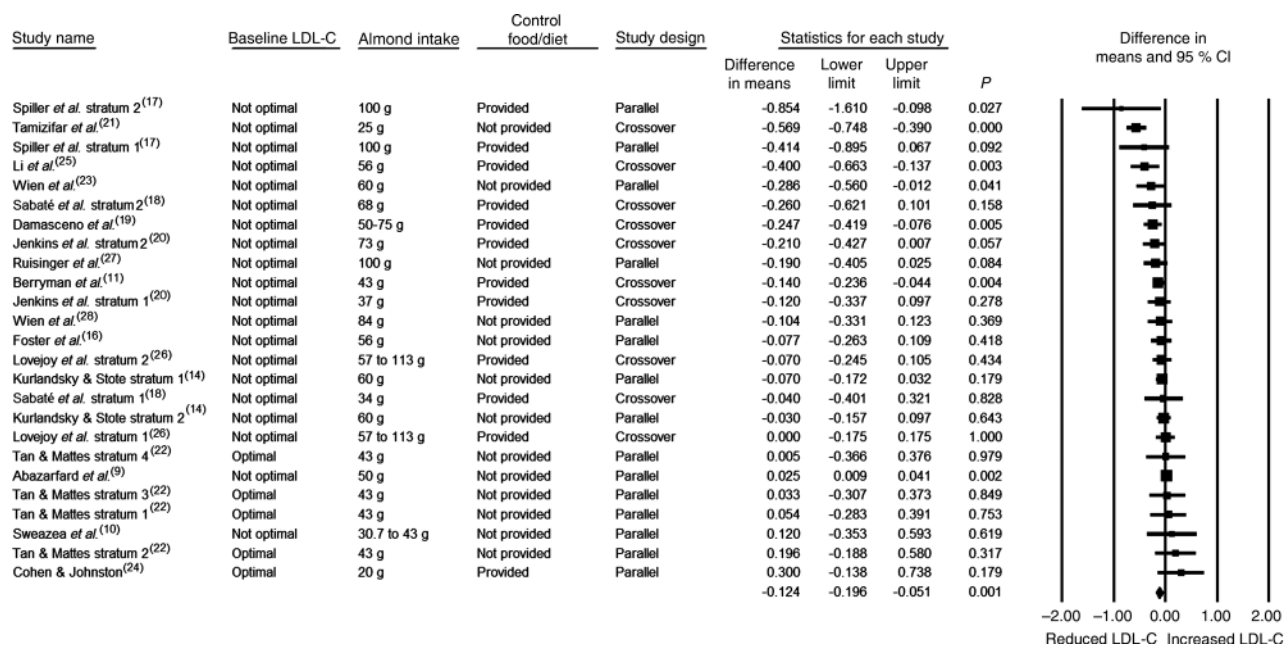 Study name Baseline LDL-C Almond intake Control food/diet Study design Statistics for each study Difference in means and 95 % CI
Difference in means Lower limit Upper limit P
Spiller et al. stratum 2(17) Not optimal 100 g Provided Parallel -0.854 -1.610 -0.098 0.027
Tamizifar et al.(21) Not optimal 25 g Not provided Crossover -0.569 -0.748 -0.390 0.000
Spiller et al. stratum 1(17) Not optimal 100 g Provided Parallel -0.414 -0.895 0.067 0.092
Li et al.(25) Not optimal 56 g Provided Crossover -0.400 -0.663 -0.137 0.003
Wien et al.(23) Not optimal 60 g Not provided Parallel -0.286 -0.560 -0.012 0.041
Sabaté et al. stratum2(18) Not optimal 68 g Provided Crossover -0.260 -0.621 0.101 0.158
Damasceno et al.(19) Not optimal 50-75 g Provided Crossover -0.247 -0.419 -0.076 0.005
Jenkins et al. stratum2(20) Not optimal 73 g Provided Crossover -0.210 -0.427 0.007 0.057
Ruisinger et al.(27) Not optimal 100 g Not provided Parallel -0.190 -0.405 0.025 0.084
Berryman et al.(11) Not optimal 43 g Provided Crossover -0.140 -0.236 -0.044 0.004
Jenkins et al. stratum 1(20) Not optimal 37 g Provided Crossover -0.120 -0.337 0.097 0.278
Wien et al.(28) Not optimal 84 g Not provided Parallel -0.104 -0.331 0.123 0.369
Foster et al.(16) Not optimal 56 g Not provided Parallel -0.077 -0.263 0.109 0.418
Lovejoy et al. stratum 2(26) Not optimal 57 to 113 g Provided Crossover -0.070 -0.245 0.105 0.434
Kurlandsky & Stote stratum 1(14) Not optimal 60 g Not provided Parallel -0.070 -0.172 0.032 0.179
Sabaté et al. stratum 1(18) Not optimal 34 g Provided Crossover -0.040 -0.401 0.321 0.828
Kurlandsky & Stote stratum 2(14) Not optimal 60 g Not provided Parallel -0.030 -0.157 0.097 0.643
Lovejoy et al. stratum 1(26) Not optimal 57 to 113 g Provided Crossover 0.000 -0.175 0.175 1.000
Tan & Mattes stratum 4(22) Optimal 43 g Not provided Parallel 0.005 -0.366 0.376 0.979
Abazarfard et al.(9) Not optimal 50 g Not provided Parallel 0.025 0.009 0.041 0.002
Tan & Mattes stratum 3(22) Optimal 43 g Not provided Parallel 0.033 -0.307 0.373 0.849
Tan & Mattes stratum 1(22) Optimal 43 g Not provided Parallel 0.054 -0.283 0.391 0.753
Sweazea et al.(10) Not optimal 30.7 to 43 g Not provided Parallel 0.120 -0.353 0.593 0.619
Tan & Mattes stratum 2(22) Optimal 43 g Not provided Parallel 0.196 -0.188 0.580 0.317
Cohen & Johnston(24) Optimal 20 g Provided Parallel 0.300 -0.138 0.738 0.179
-0.124 -0.196 -0.051 0.001
−2.00 −1.00 0.00 1.00 2.00
Reduced LDL-C Increased LDL-C